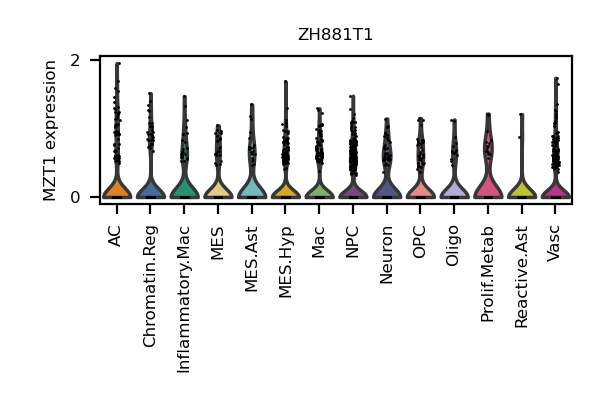 ZH881T1
MZT1 expression
2
0
AC
Chromatin.Reg
Inflammatory.Mac
MES
MES.Ast
MES.Hyp
Mac
NPC
Neuron
OPC
Oligo
Prolif.Metab
Reactive.Ast
Vasc